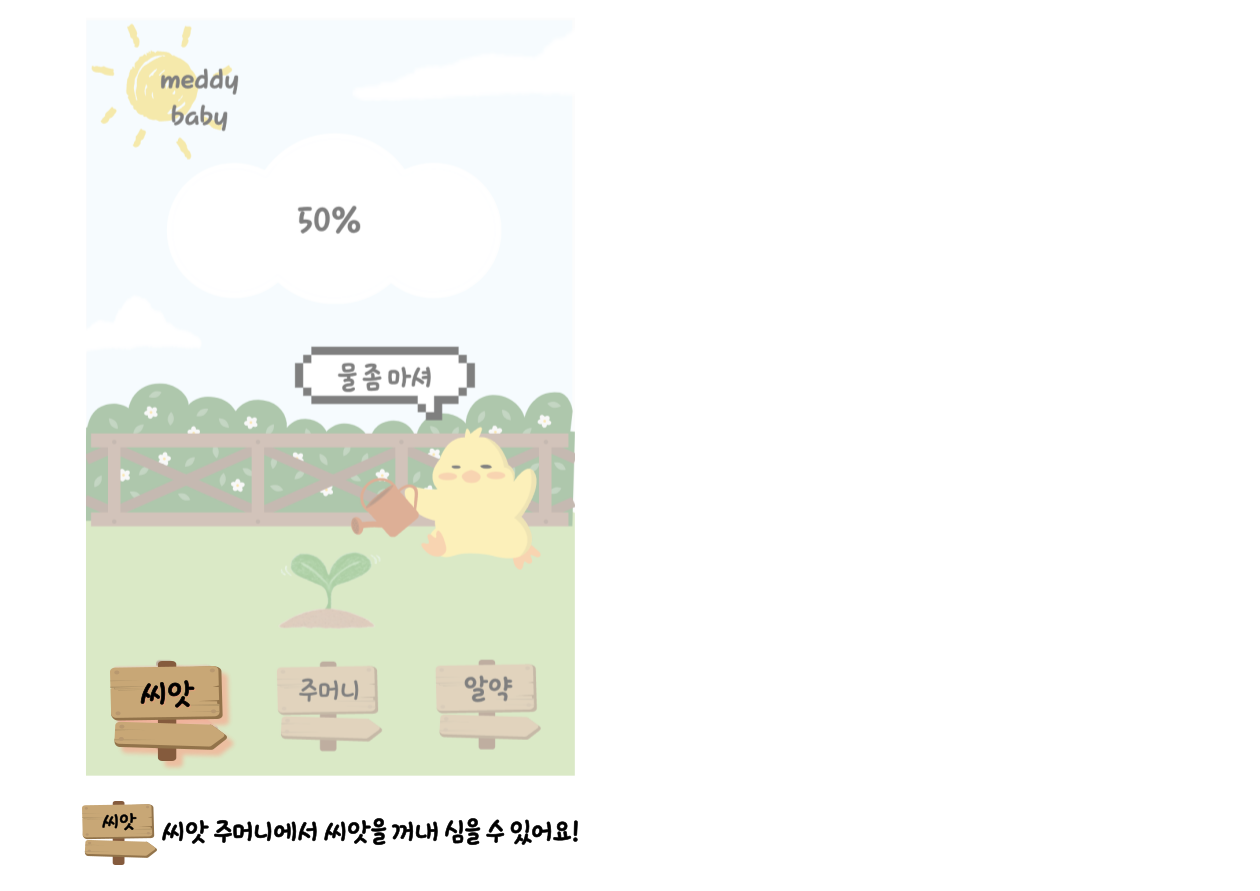 meddy
baby
50%
물 좀 마셔
씨앗
주머니
알약
씨앗
씨앗 주머니에서 씨앗을 꺼내 심을 수 있어요!